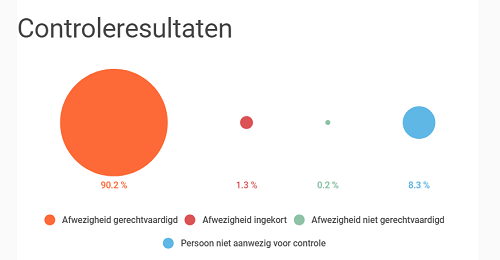 Controleresultaten
90.2 % 1.3 % 0.2 % 8.3 %
Afwezigheid gerechtvaardigd Afwezigheid ingekort Afwezigheid niet gerechtvaardigd
Persoon niet aanwezig voor controle